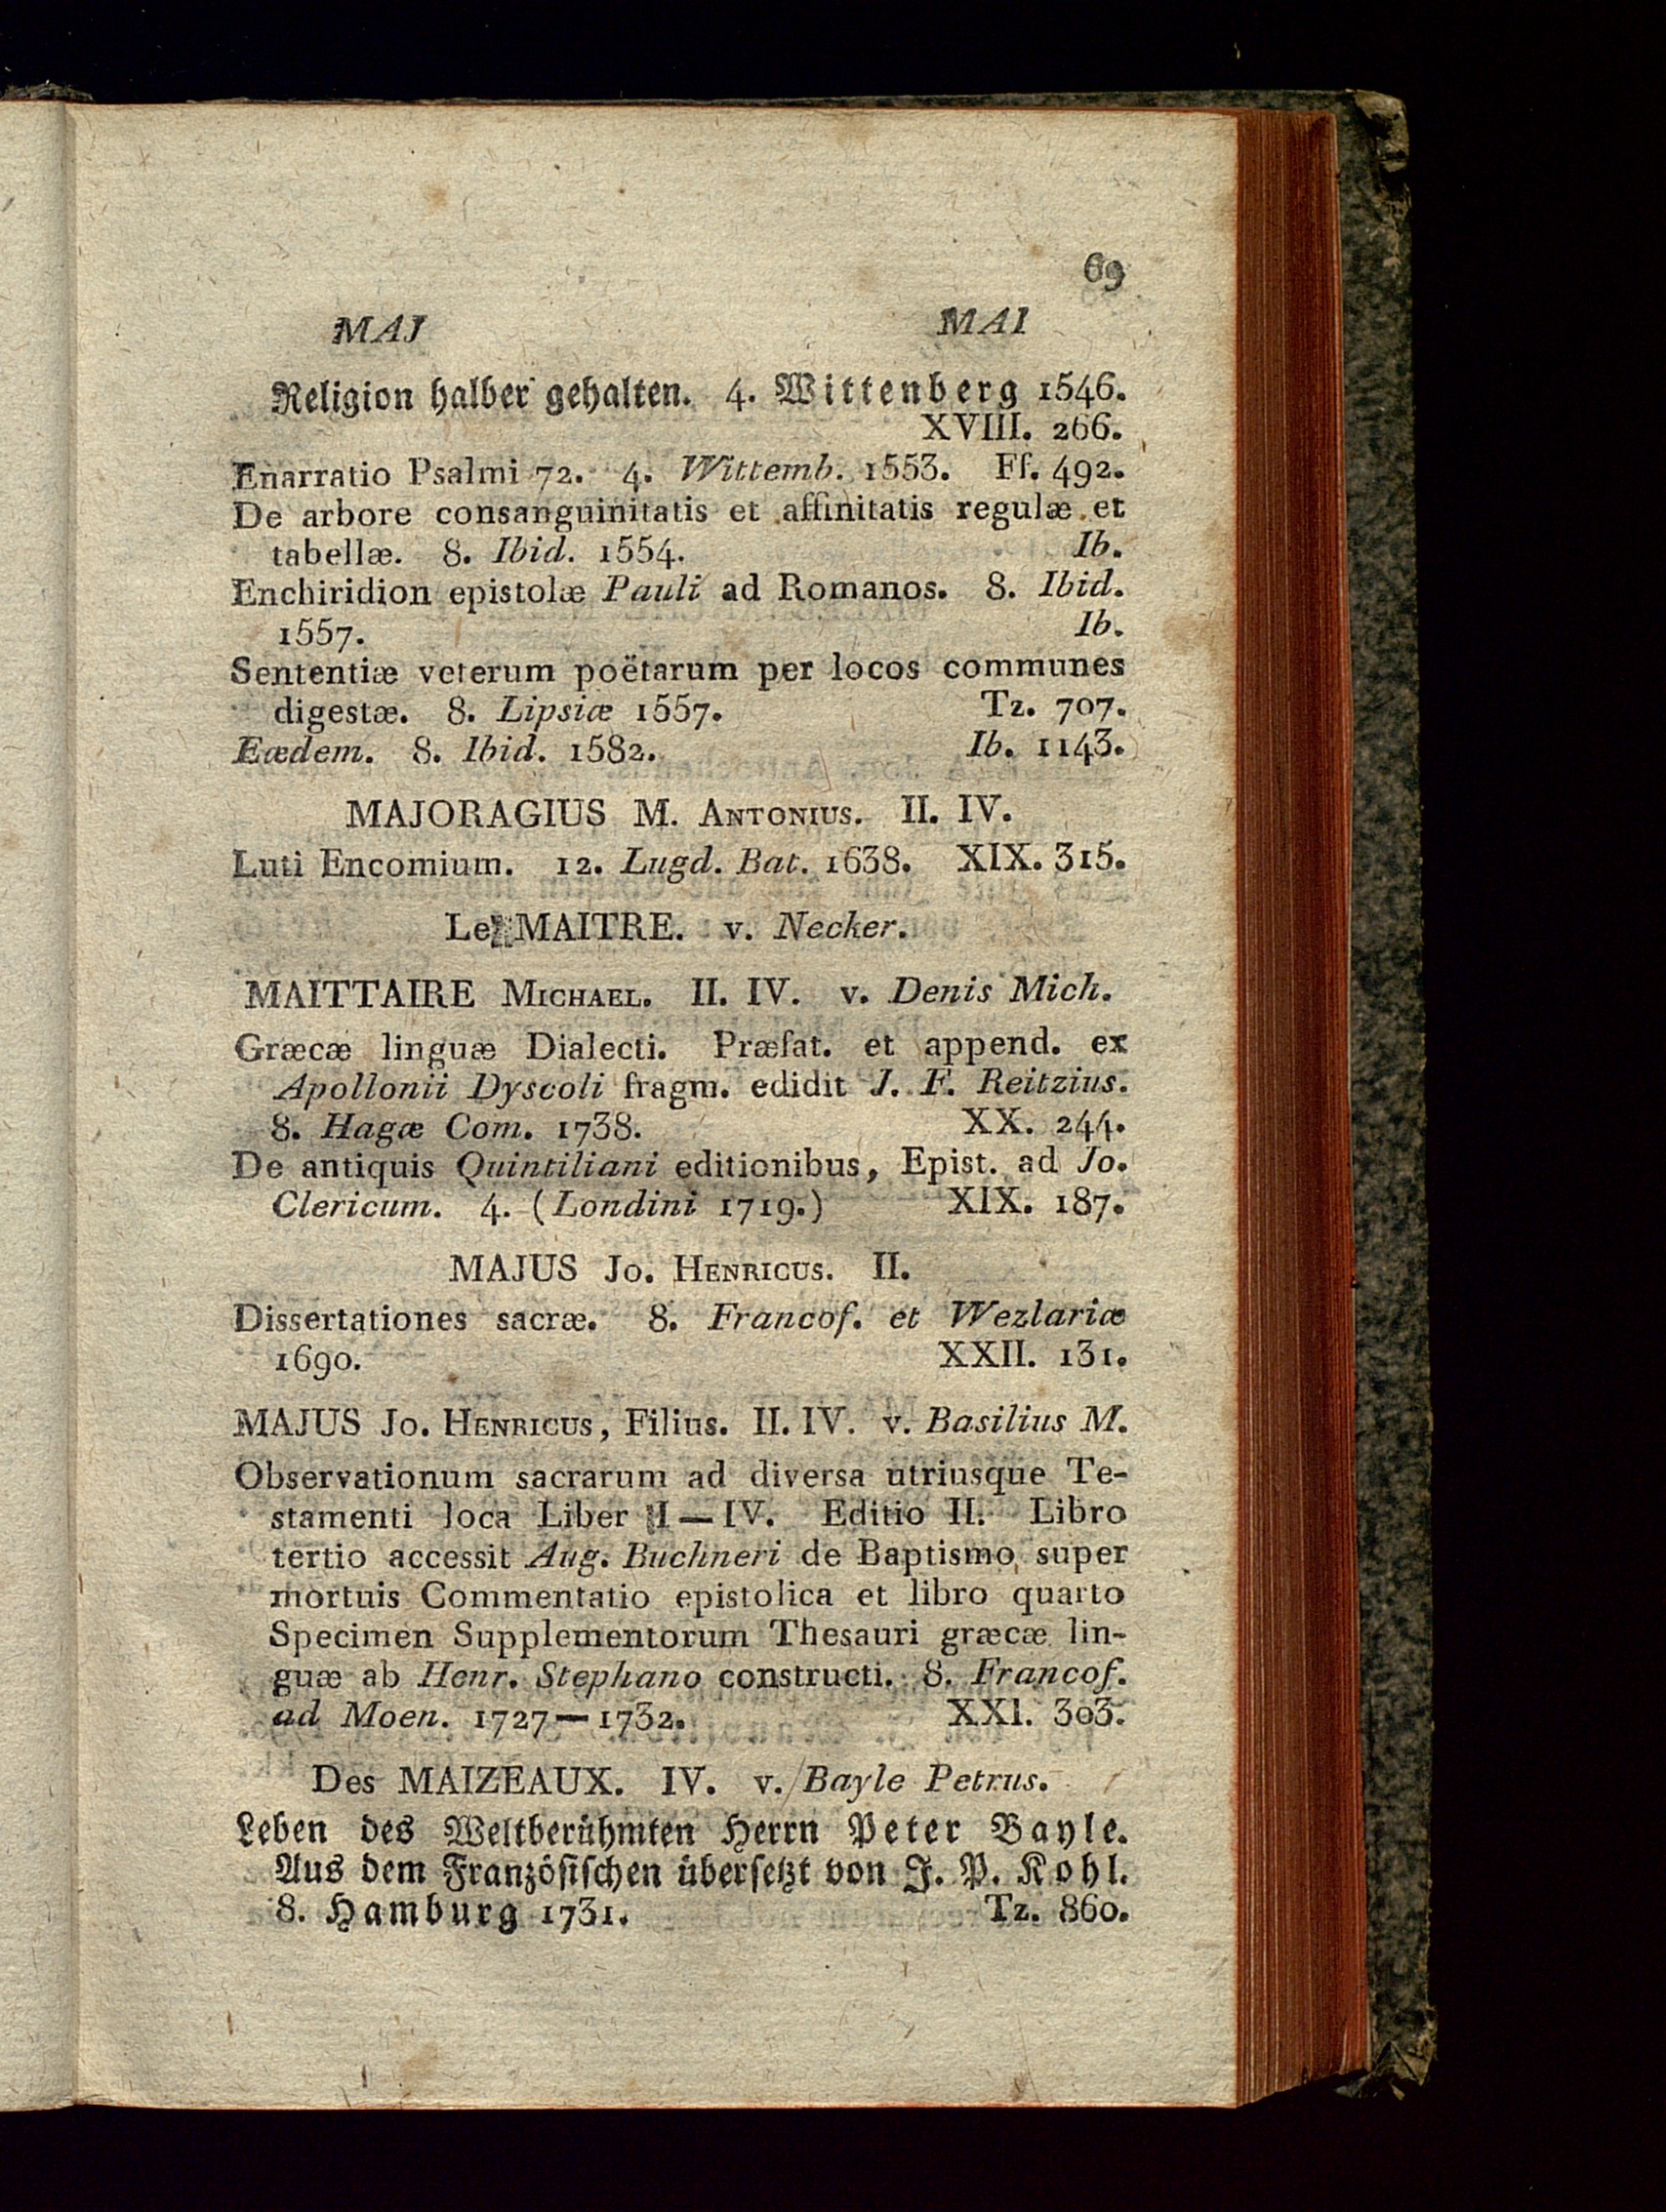 69
MAJ MAI
Religion halber gehalten. 4. Wittenberg 1546.
XVIII. 266.
Enarratio Psalmi 72. 4. Wittemb. 1553. Ff. 492.
De arbore consanguinitatis et affinitatis regulæ et
tabellæ. 8. Ibid. 1554. Ib.
Enchiridion epistolæ Pauli ad Romanos. 8. Ibid.
1557. Ib.
Sententiæ veterum poëtarum per locos communes
digestæ. 8. Lipsiæ 1557. Tz. 707.
Eædem. 8. Ibid. 1582. Ib. 1143.
MAJORAGIUS M. ANTONIUS. II. IV.
Luti Encomium. 12. Lugd. Bat. 1638. XIX. 315.
Le MAITRE. v. Necker.
MAITTAIRE MICHAEL. II. IV. v. Denis Mich.
Græcæ linguæ Dialecti. Præfat. et append. ex
Apollonii Dyscoli fragm. edidit J. F. Reitzius.
8. Hagæ Com. 1738. XX. 244.
De antiquis Quintiliani editionibus, Epist. ad Jo.
Clericum. 4. (Londini 1719.) XIX. 187.
MAJUS Jo. HENRICUS. II.
Dissertationes sacræ. 8. Francof. et Wezlariæ
1690. XXII. 131.
MAJUS Jo. HENRICUS, Filius. II. IV. v. Basilius M.
Observationum sacrarum ad diversa utriusque Te-
stamenti loca Liber I — IV. Editio II. Libro
tertio accessit Aug. Buchneri de Baptismo super
mortuis Commentatio epistolica et libro quarto
Specimen Supplementorum Thesauri græcæ lin-
guæ ab Henr. Stephano constructi. 8. Francof.
ad Moen. 1727 — 1732. XXI. 303.
Des MAIZEAUX. IV. v. Bayle Petrus.
Leben des Weltberühmten Herrn Peter Bayle.
Aus dem Französischen übersetzt von J. P. Kohl.
8. Hamburg 1731. Tz. 860.